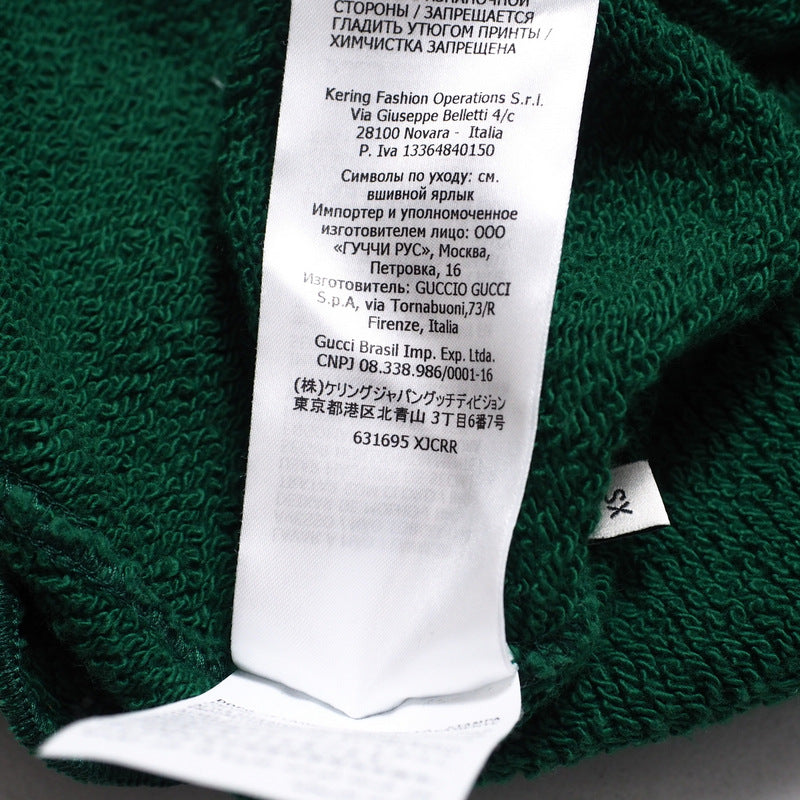 СТОРОНЫ / ЗАПРЕЩАЕТСЯ
ГЛАДИТЬ УТЮГОМ ПРИНТЫ /
ХИМЧИСТКА ЗАПРЕЩЕНА
Kering Fashion Operations S.r.l.
Via Giuseppe Belletti 4/c
28100 Novara - Italia
P. Iva 13364840150
Символы по уходу: см.
вшивной ярлык
Импортер и уполномоченное
изготовителем лицо: ООО
«ГУЧЧИ РУС», Москва,
Петровка, 16
Изготовитель: GUCCIO GUCCI
S.p.A, via Tornabuoni,73/R
Firenze, Italia
Gucci Brasil Imp. Exp. Ltda.
CNPJ 08.338.986/0001-16
(株)ケリングジャパングッチディビジョン
東京都港区北青山 3丁目6番7号
631695 XJCRR
XS